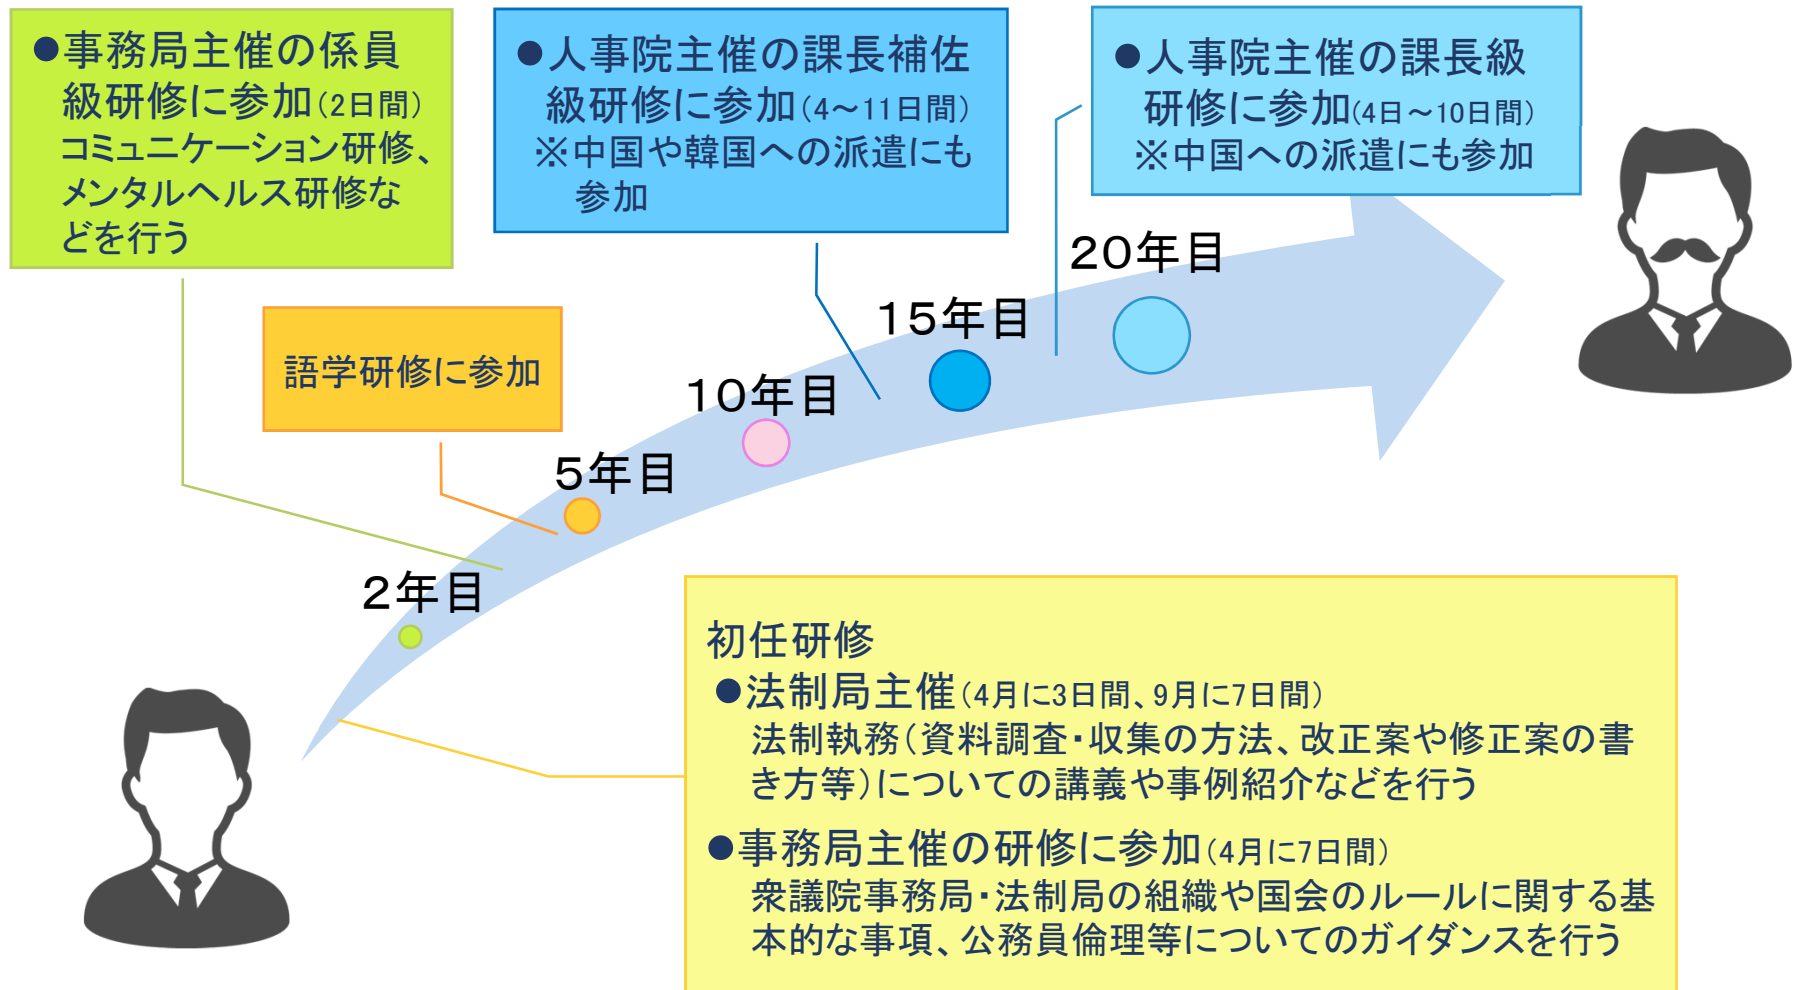 ●事務局主催の係員
級研修に参加（2日間）
コミュニケーション研修、
メンタルヘルス研修な
どを行う
●人事院主催の課長補佐
級研修に参加（4～11日間）
※中国や韓国への派遣にも
参加
●人事院主催の課長級
研修に参加（4日～10日間）
※中国への派遣にも参加
語学研修に参加
20年目
15年目
10年目
5年目
2年目
初任研修
●法制局主催（4月に3日間、9月に7日間）
法制執務（資料調査・収集の方法、改正案や修正案の書
き方等）についての講義や事例紹介などを行う
●事務局主催の研修に参加（4月に7日間）
衆議院事務局・法制局の組織や国会のルールに関する基
本的な事項、公務員倫理等についてのガイダンスを行う